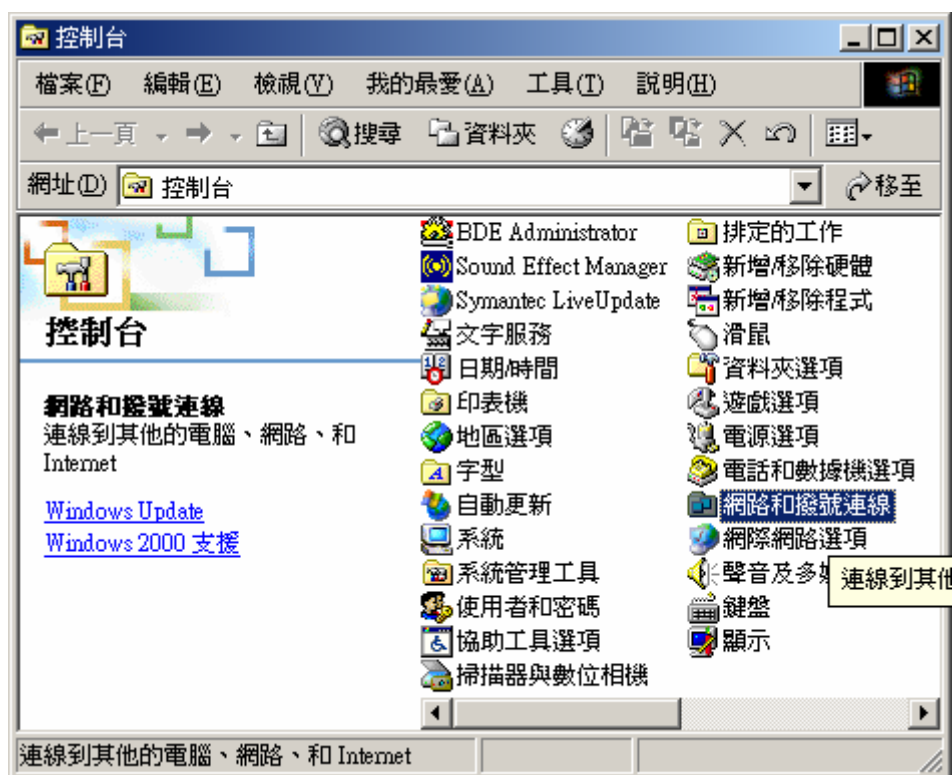 控制台
檔案(F) 編輯(E) 檢視(V) 我的最愛(A) 工具(T) 説明(H)
上一頁 搜尋 資料夾
網址(D) 控制台 移至
控制台
網路和撥號連線
連線到其他的電腦、網路、和
Internet
Windows Update
Windows 2000 支援
BDE Administrator
Sound Effect Manager
Symantec LiveUpdate
文字服務
日期/時間
印表機
地區選項
字型
自動更新
系統
系統管理工具
使用者和密碼
協助工具選項
掃描器與數位相機
排定的工作
新增/移除硬體
新增/移除程式
滑鼠
資料夾選項
遊戲選項
電源選項
電話和數據機選項
網路和撥號連線
網際網路選項
聲音及多
鍵盤
顯示
連線到其他
連線到其他的電腦、網路、和 Internet